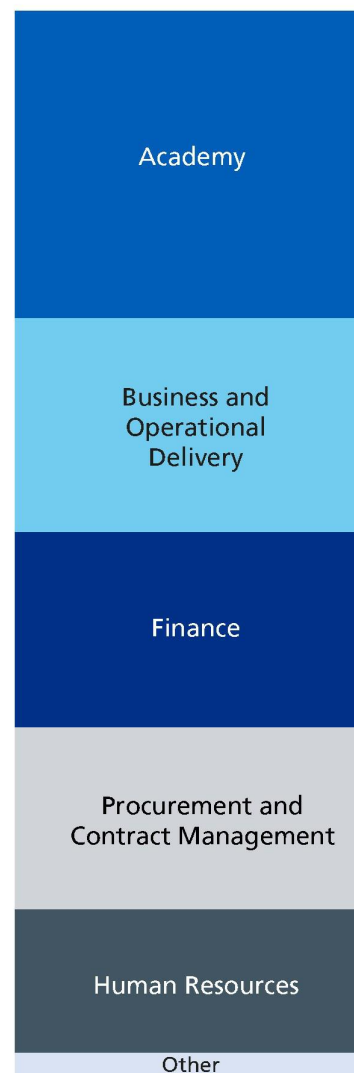 Academy
Business and
Operational
Delivery
Finance
Procurement and
Contract Management
Human Resources
Other